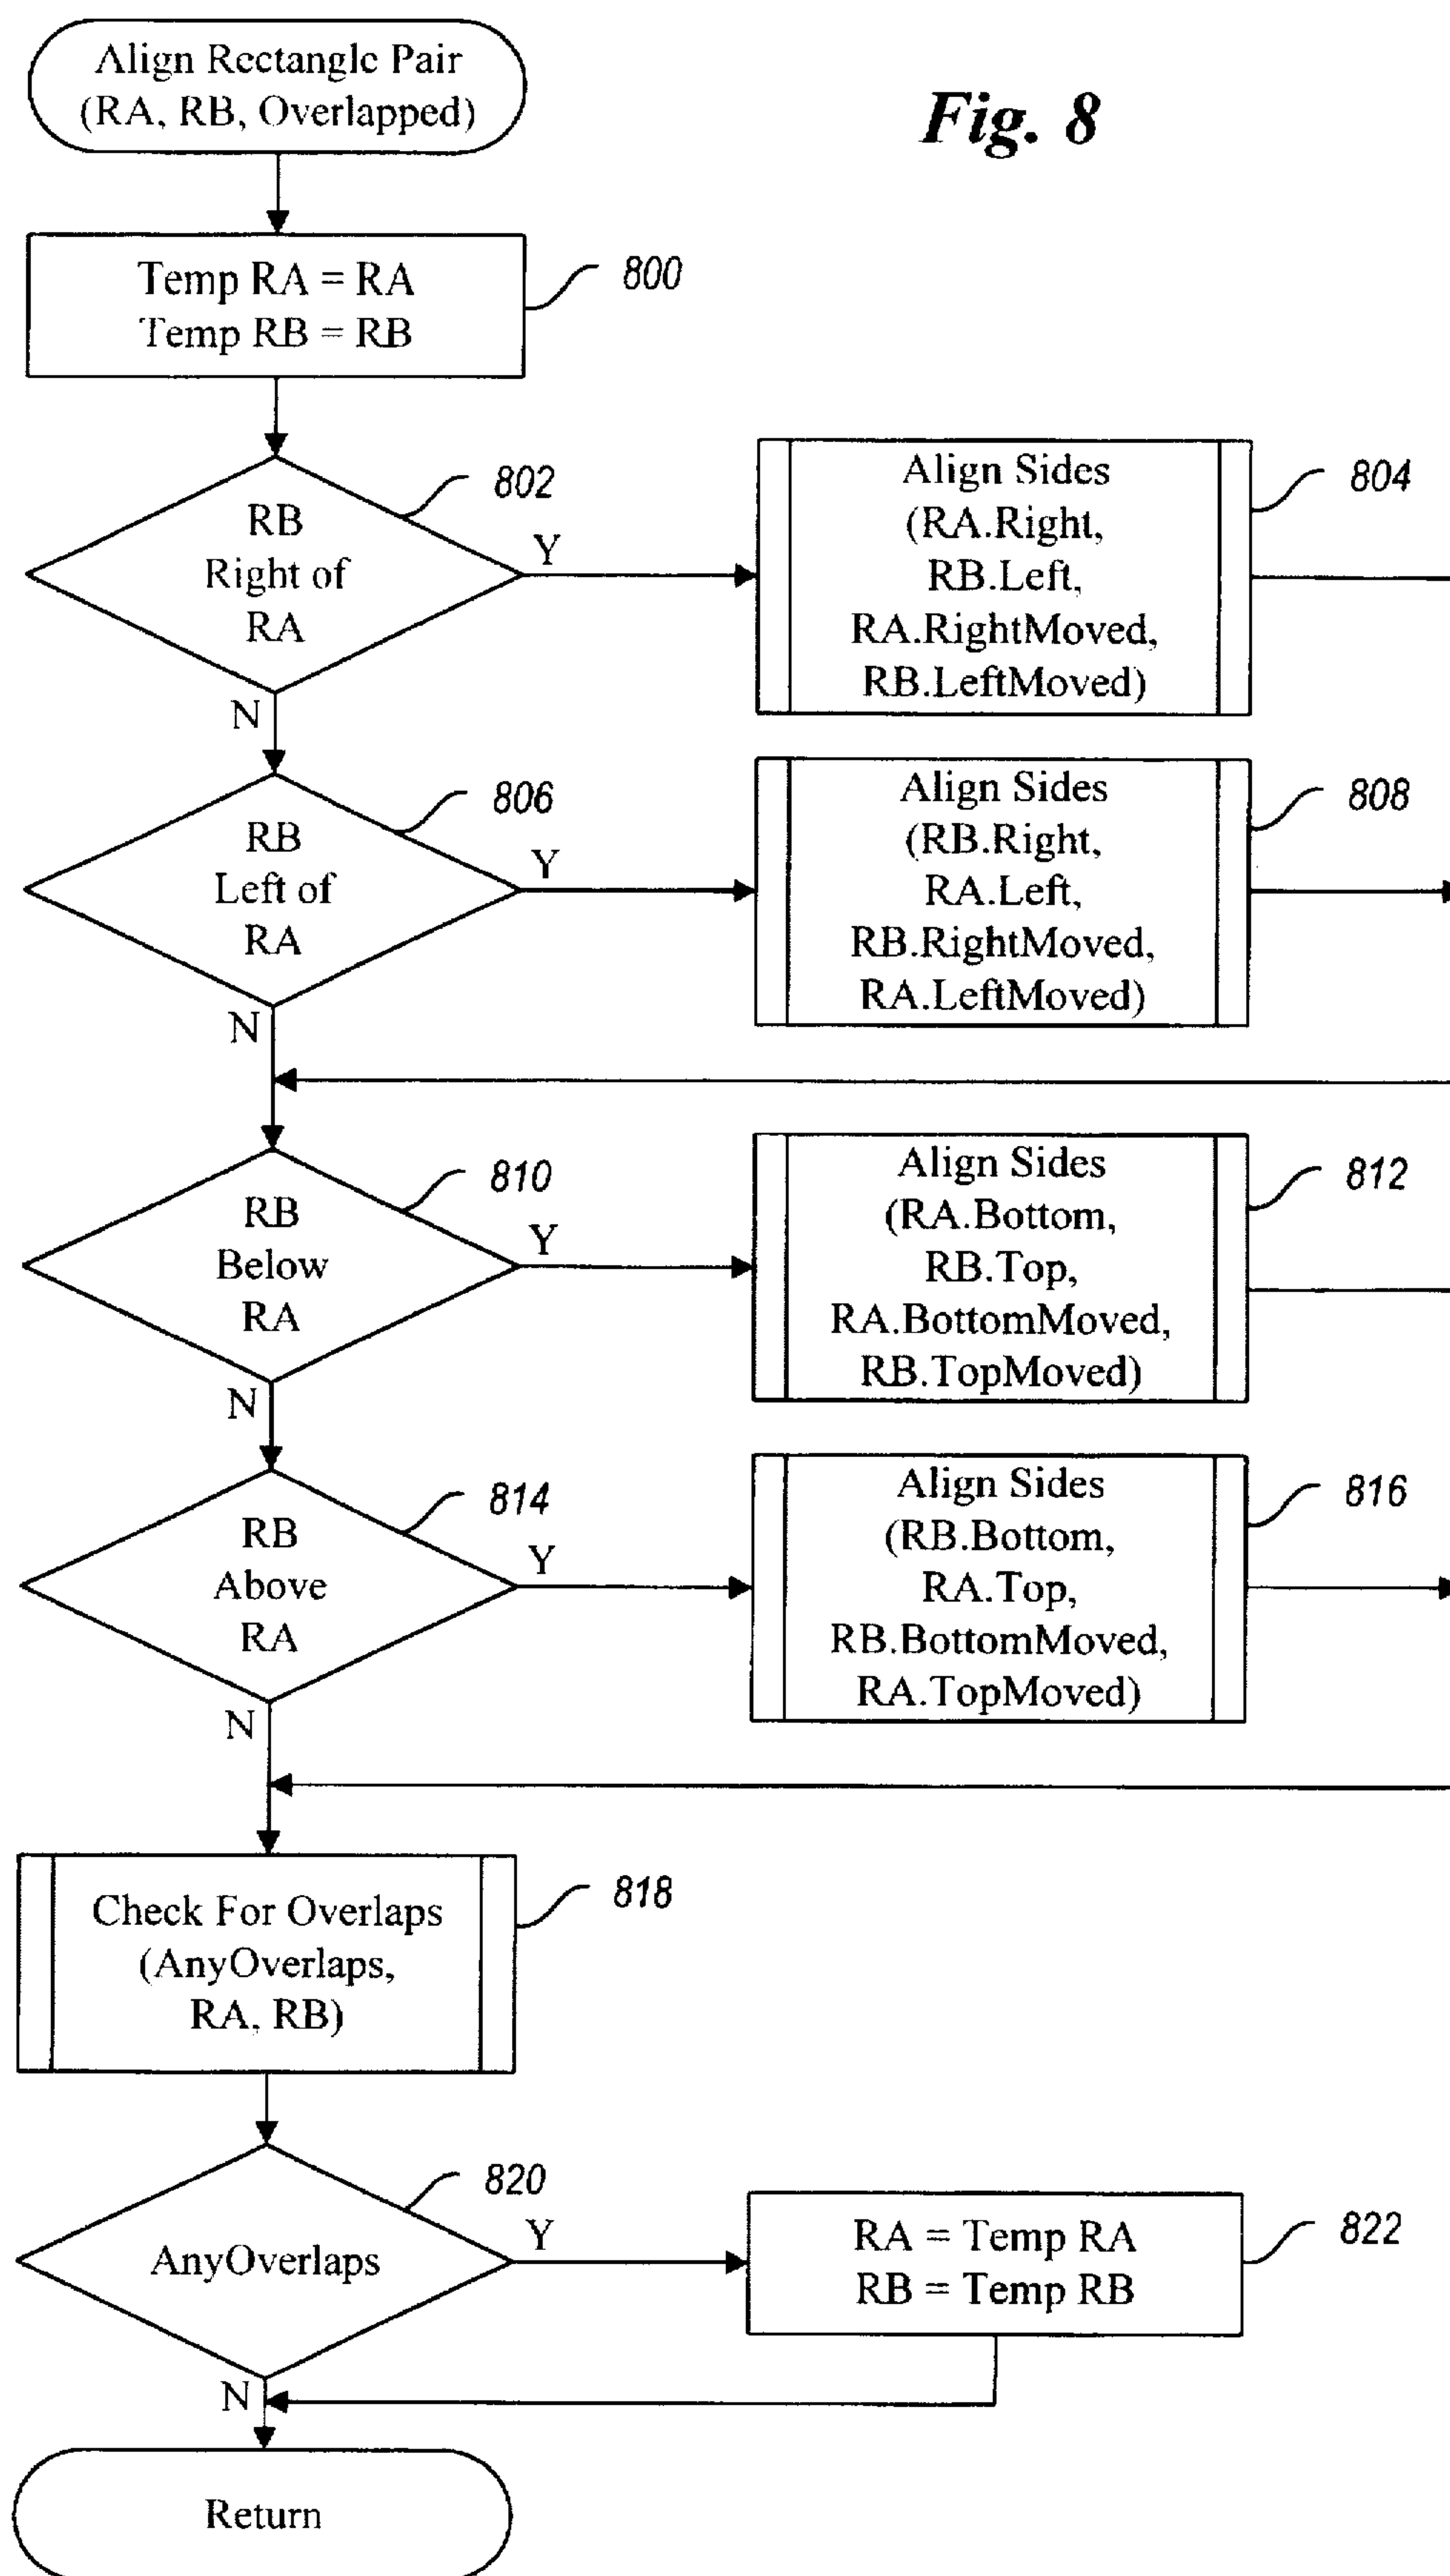 Align Rectangle Pair
(RA, RB, Overlapped)
Fig. 8
Temp RA = RA
Temp RB = RB
800
RB
Right of
RA
802
Y
N
Align Sides
(RA.Right,
RB.Left,
RA.RightMoved,
RB.LeftMoved)
804
RB
Left of
RA
806
Y
N
Align Sides
(RB.Right,
RA.Left,
RB.RightMoved,
RA.LeftMoved)
808
RB
Below
RA
810
Y
N
Align Sides
(RA.Bottom,
RB.Top,
RA.BottomMoved,
RB.TopMoved)
812
RB
Above
RA
814
Y
N
Align Sides
(RB.Bottom,
RA.Top,
RB.BottomMoved,
RA.TopMoved)
816
Check For Overlaps
(AnyOverlaps,
RA, RB)
818
AnyOverlaps
820
Y
N
RA = Temp RA
RB = Temp RB
822
Return